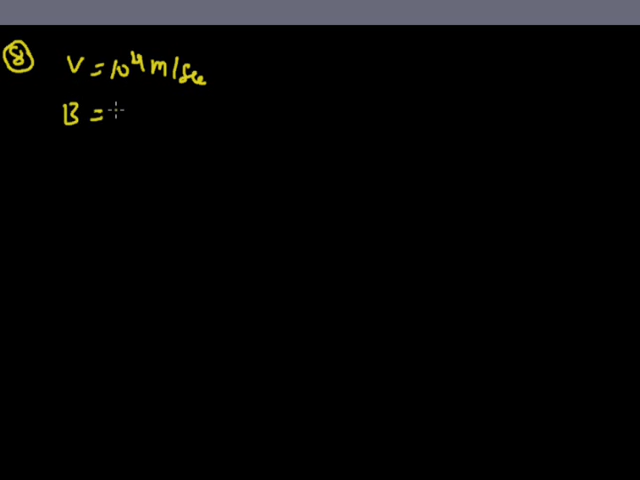 ⑧ V = 10⁴ m/sec
B =